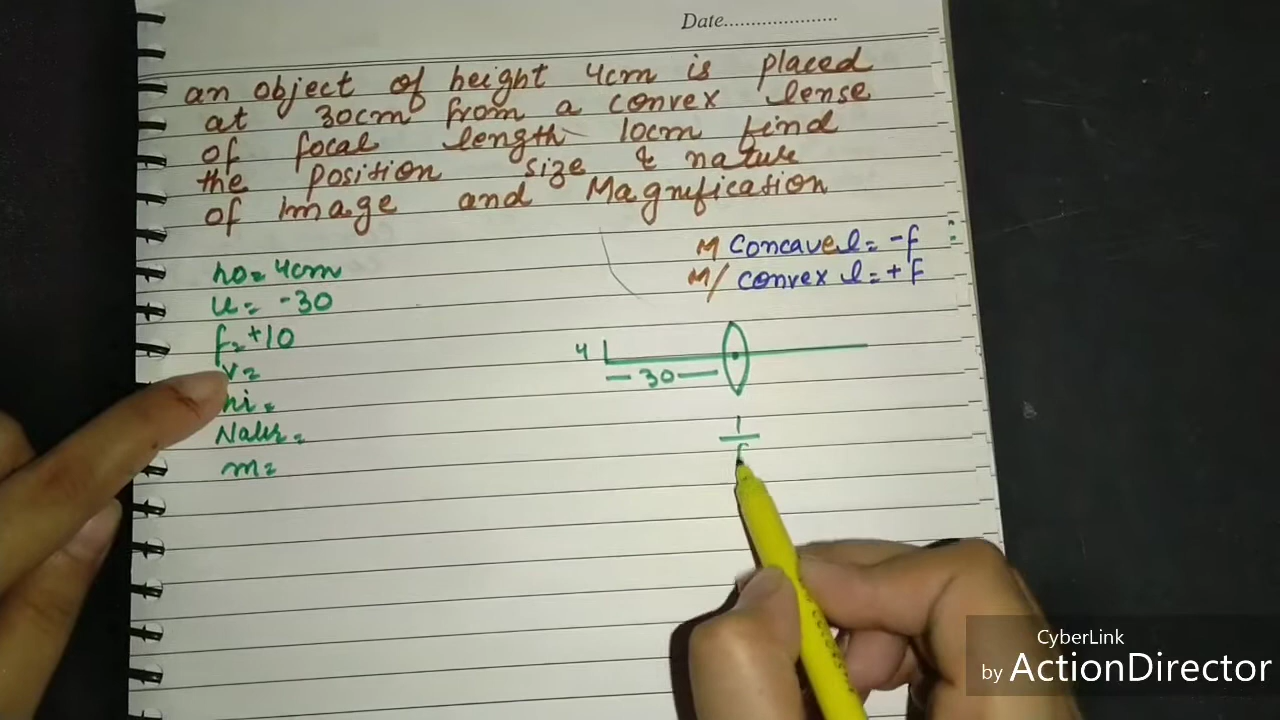 Date.....................
an object of height 4cm is placed
at 30cm from a convex lense
of focal length 10cm find
the position size & nature
of image and Magnification
M Concave l = -f
M/ convex l = +F
ho = 4cm
u = -30
f = +10
v =
hi =
m =
4
30
1
f
CyberLink
by ActionDirector